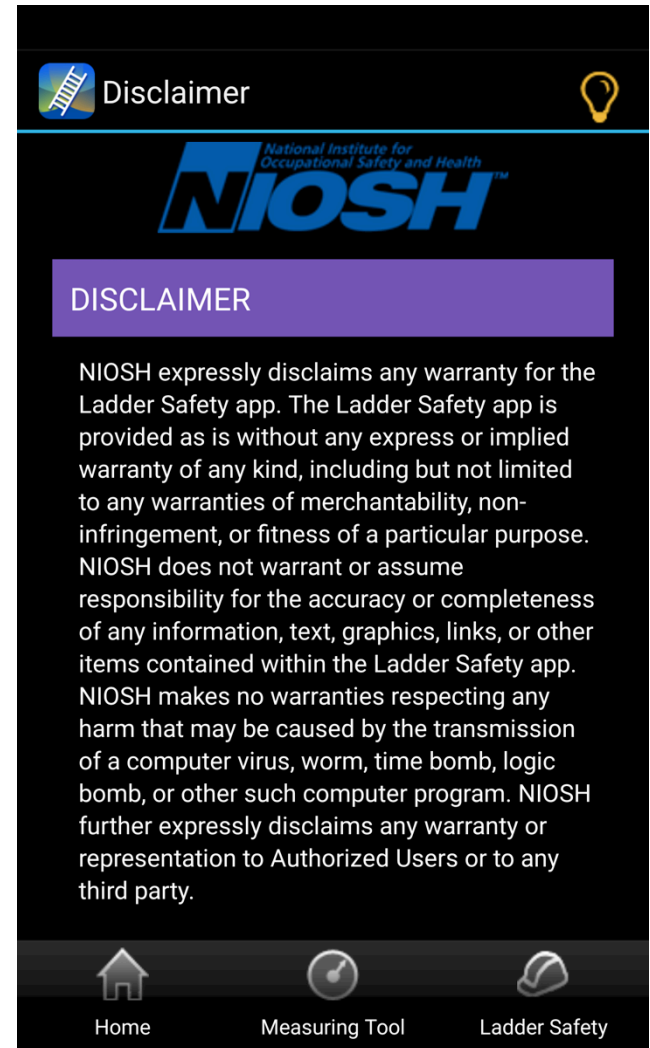 Disclaimer
National Institute for
Occupational Safety and Health
NIOSH™
DISCLAIMER
NIOSH expressly disclaims any warranty for the
Ladder Safety app. The Ladder Safety app is
provided as is without any express or implied
warranty of any kind, including but not limited
to any warranties of merchantability, non-
infringement, or fitness of a particular purpose.
NIOSH does not warrant or assume
responsibility for the accuracy or completeness
of any information, text, graphics, links, or other
items contained within the Ladder Safety app.
NIOSH makes no warranties respecting any
harm that may be caused by the transmission
of a computer virus, worm, time bomb, logic
bomb, or other such computer program. NIOSH
further expressly disclaims any warranty or
representation to Authorized Users or to any
third party.
Home Measuring Tool Ladder Safety